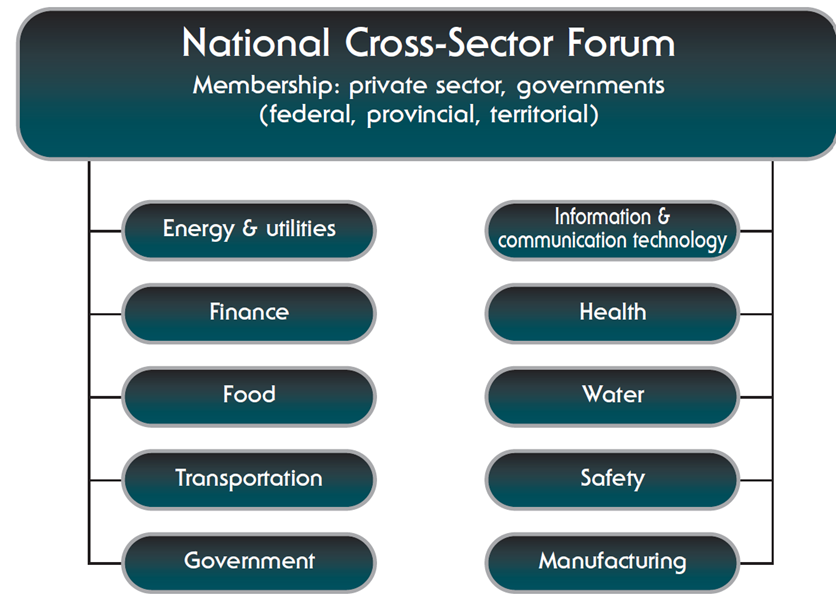 National Cross-Sector Forum
Membership: private sector, governments
(federal, provincial, territorial)
Energy & utilities
Finance
Food
Transportation
Government
Information &
communication technology
Health
Water
Safety
Manufacturing